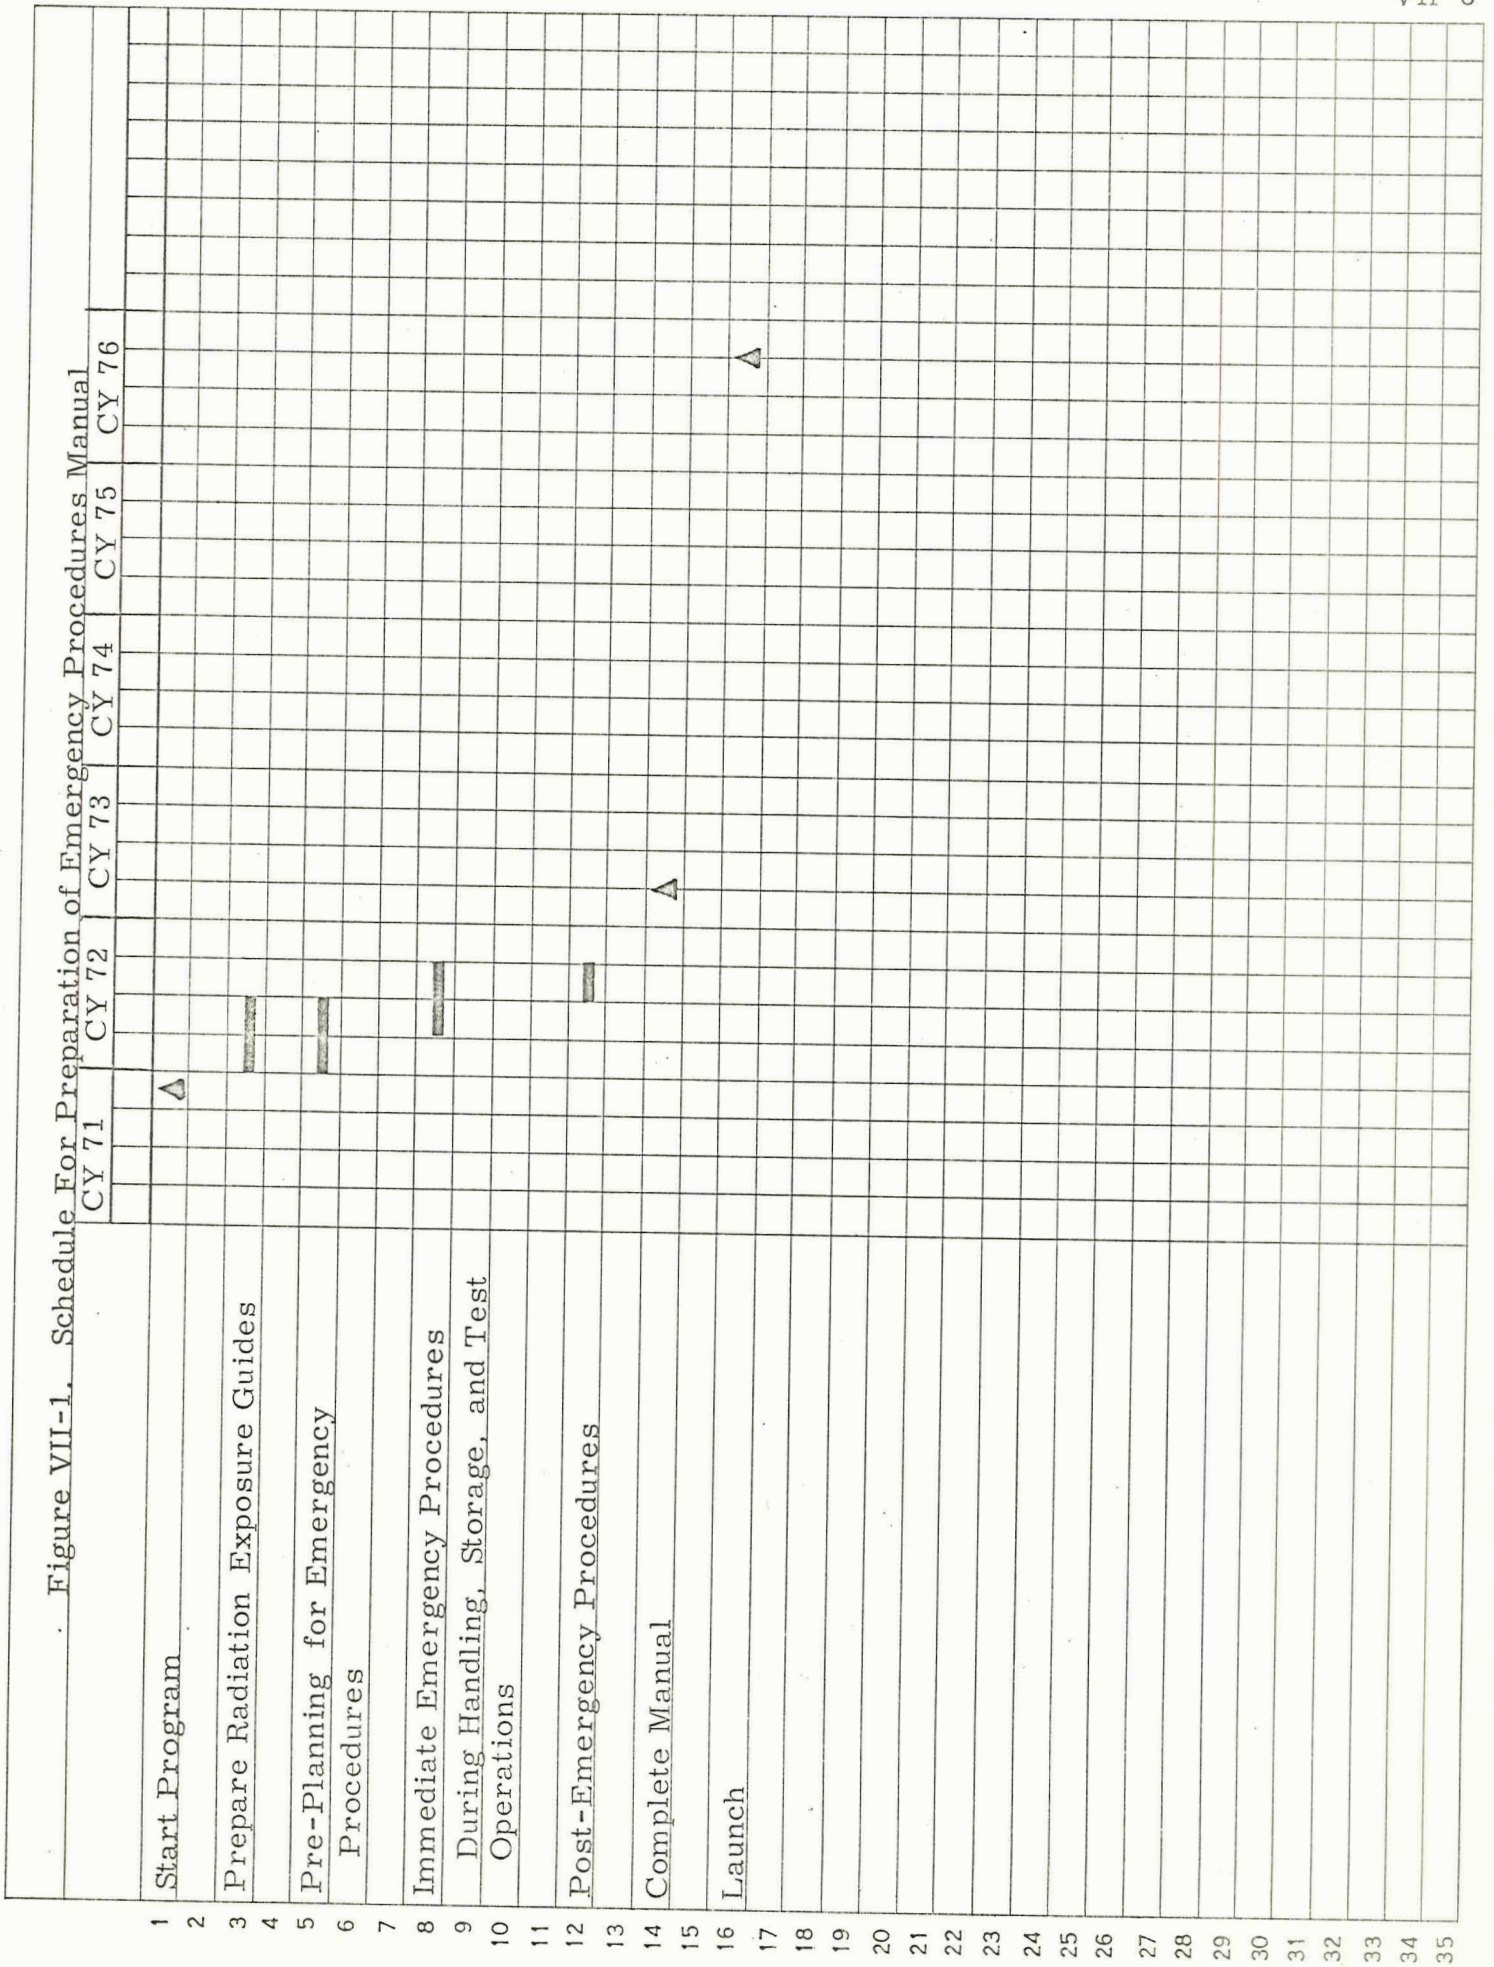 Figure VII-1. Schedule For Preparation of Emergency Procedures Manual
CY 71 CY 72 CY 73 CY 74 CY 75 CY 76
1 Start Program
2
3 Prepare Radiation Exposure Guides
4
5 Pre-Planning for Emergency
6 Procedures
7
8 Immediate Emergency Procedures
9 During Handling, Storage, and Test
10 Operations
11
12 Post-Emergency Procedures
13
14 Complete Manual
15
16 Launch
17
18
19
20
21
22
23
24
25
26
27
28
29
30
31
32
33
34
35